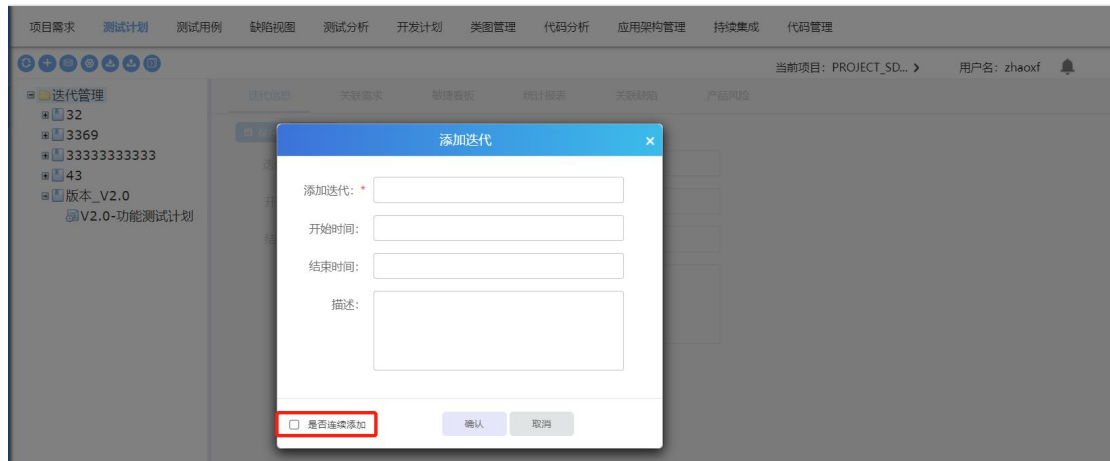 项目需求 测试计划 测试用例 缺陷视图 测试分析 开发计划 类图管理 代码分析 应用架构管理 持续集成 代码管理
当前项目：PROJECT_SD... > 用户名：zhaoxf
迭代管理
32
3369
33333333333
43
版本_V2.0
V2.0-功能测试计划
迭代信息 关联需求 敏捷看板 统计报表 关联缺陷 产品风险
添加迭代 ×
添加迭代：*
开始时间：
结束时间：
描述：
是否连续添加 确认 取消